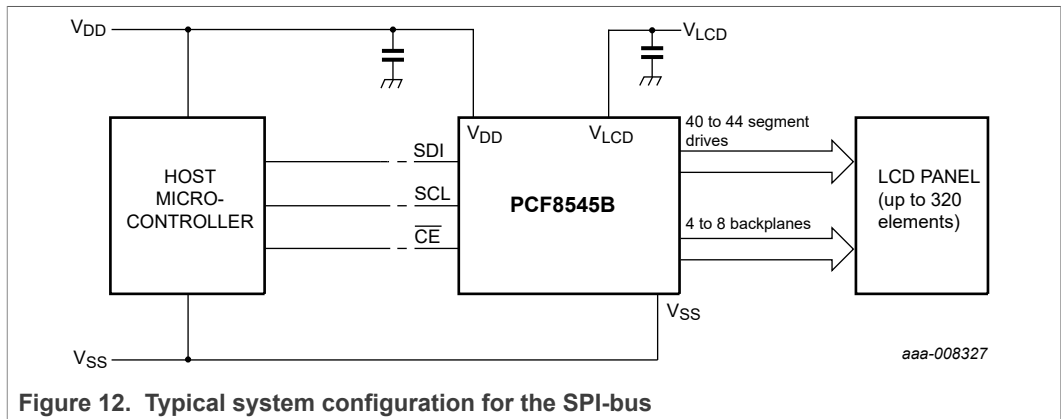 VDD
VLCD
HOST
MICRO-
CONTROLLER
SDI
SCL
CE
VDD
VLCD
PCF8545B
VSS
40 to 44 segment
drives
4 to 8 backplanes
LCD PANEL
(up to 320
elements)
VSS
aaa-008327
Figure 12. Typical system configuration for the SPI-bus